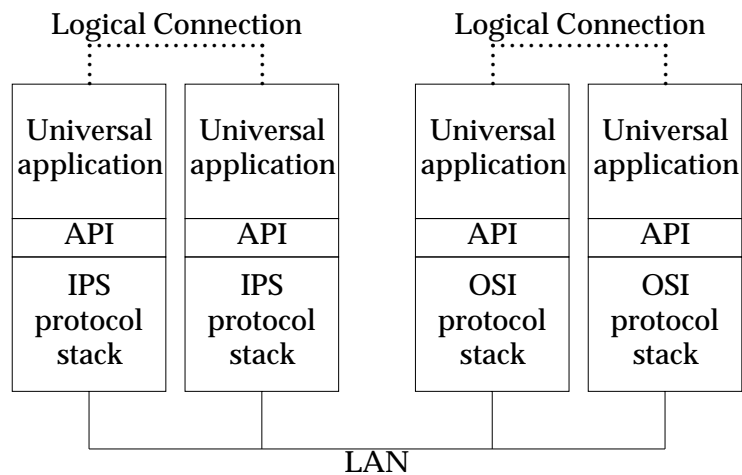 Logical Connection
Logical Connection
Universal
application
Universal
application
Universal
application
Universal
application
API
API
API
API
IPS
protocol
stack
IPS
protocol
stack
OSI
protocol
stack
OSI
protocol
stack
LAN